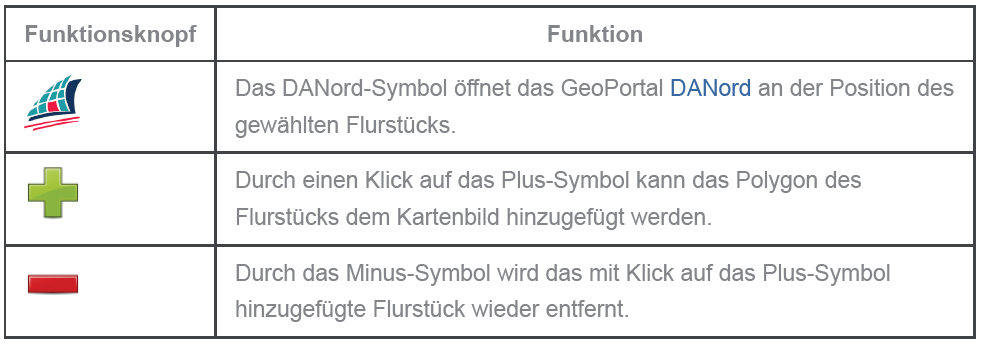 Funktionsknopf Funktion
Das DANord-Symbol öffnet das GeoPortal DANord an der Position des
gewählten Flurstücks.
Durch einen Klick auf das Plus-Symbol kann das Polygon des
Flurstücks dem Kartenbild hinzugefügt werden.
Durch das Minus-Symbol wird das mit Klick auf das Plus-Symbol
hinzugefügte Flurstück wieder entfernt.